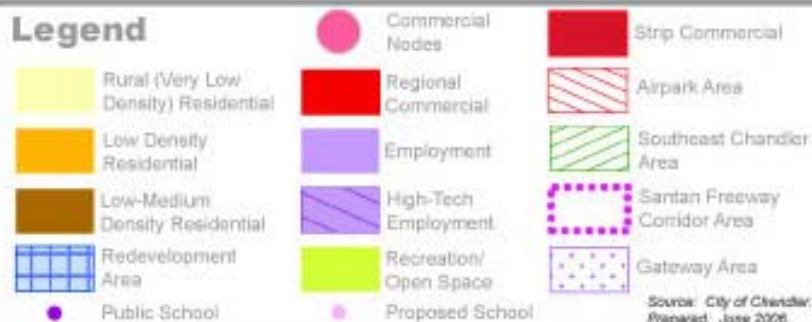 Legend
Rural (Very Low
Density) Residential
Low Density
Residential
Low-Medium
Density Residential
Redevelopment
Area
Public School
Commercial
Nodes
Regional
Commercial
Employment
High-Tech
Employment
Recreation/
Open Space
Proposed School
Strip Commercial
Airpark Area
Southeast Chandler
Area
Santan Freeway
Corridor Area
Gateway Area
Source: City of Chandler.
Prepared: June 2006.